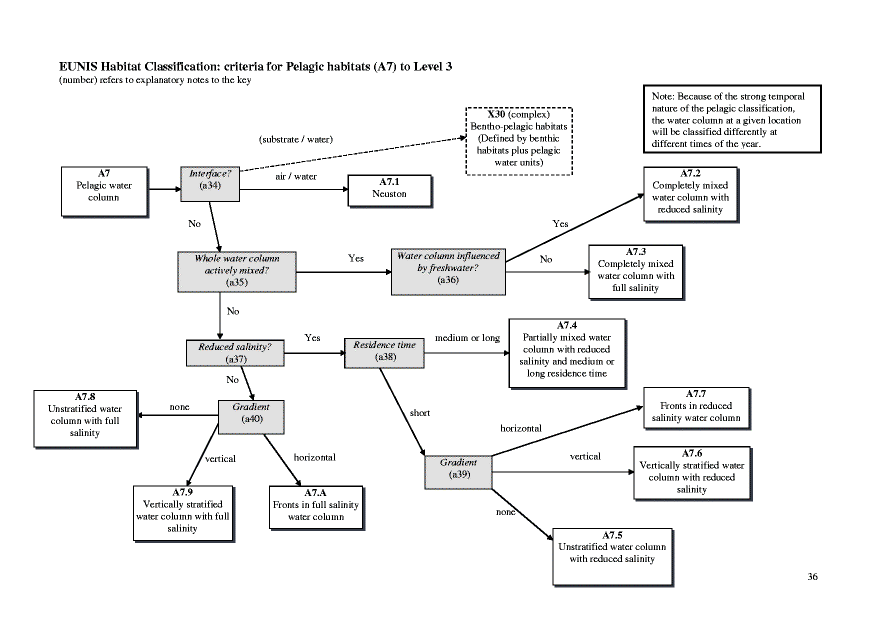 EUNIS Habitat Classification: criteria for Pelagic habitats (A7) to Level 3
(number) refers to explanatory notes to the key
Note: Because of the strong temporal
nature of the pelagic classification,
the water column at a given location
will be classified differently at
different times of the year.
X30 (complex)
Bentho-pelagic habitats
(Defined by benthic
habitats plus pelagic
water units)
(substrate / water)
A7
Pelagic water
column
Interface?
(a34)
air / water
A7.1
Neuston
A7.2
Completely mixed
water column with
reduced salinity
No
Yes
Whole water column
actively mixed?
(a35)
Yes
Water column influenced
by freshwater?
(a36)
No
A7.3
Completely mixed
water column with
full salinity
No
Reduced salinity?
(a37)
Yes
Residence time
(a38)
medium or long
A7.4
Partially mixed water
column with reduced
salinity and medium or
long residence time
No
A7.8
Unstratified water
column with full
salinity
none
Gradient
(a40)
short
horizontal
A7.7
Fronts in reduced
salinity water column
vertical
horizontal
Gradient
(a39)
vertical
A7.6
Vertically stratified water
column with reduced
salinity
A7.9
Vertically stratified
water column with full
salinity
A7.A
Fronts in full salinity
water column
none
A7.5
Unstratified water column
with reduced salinity
36